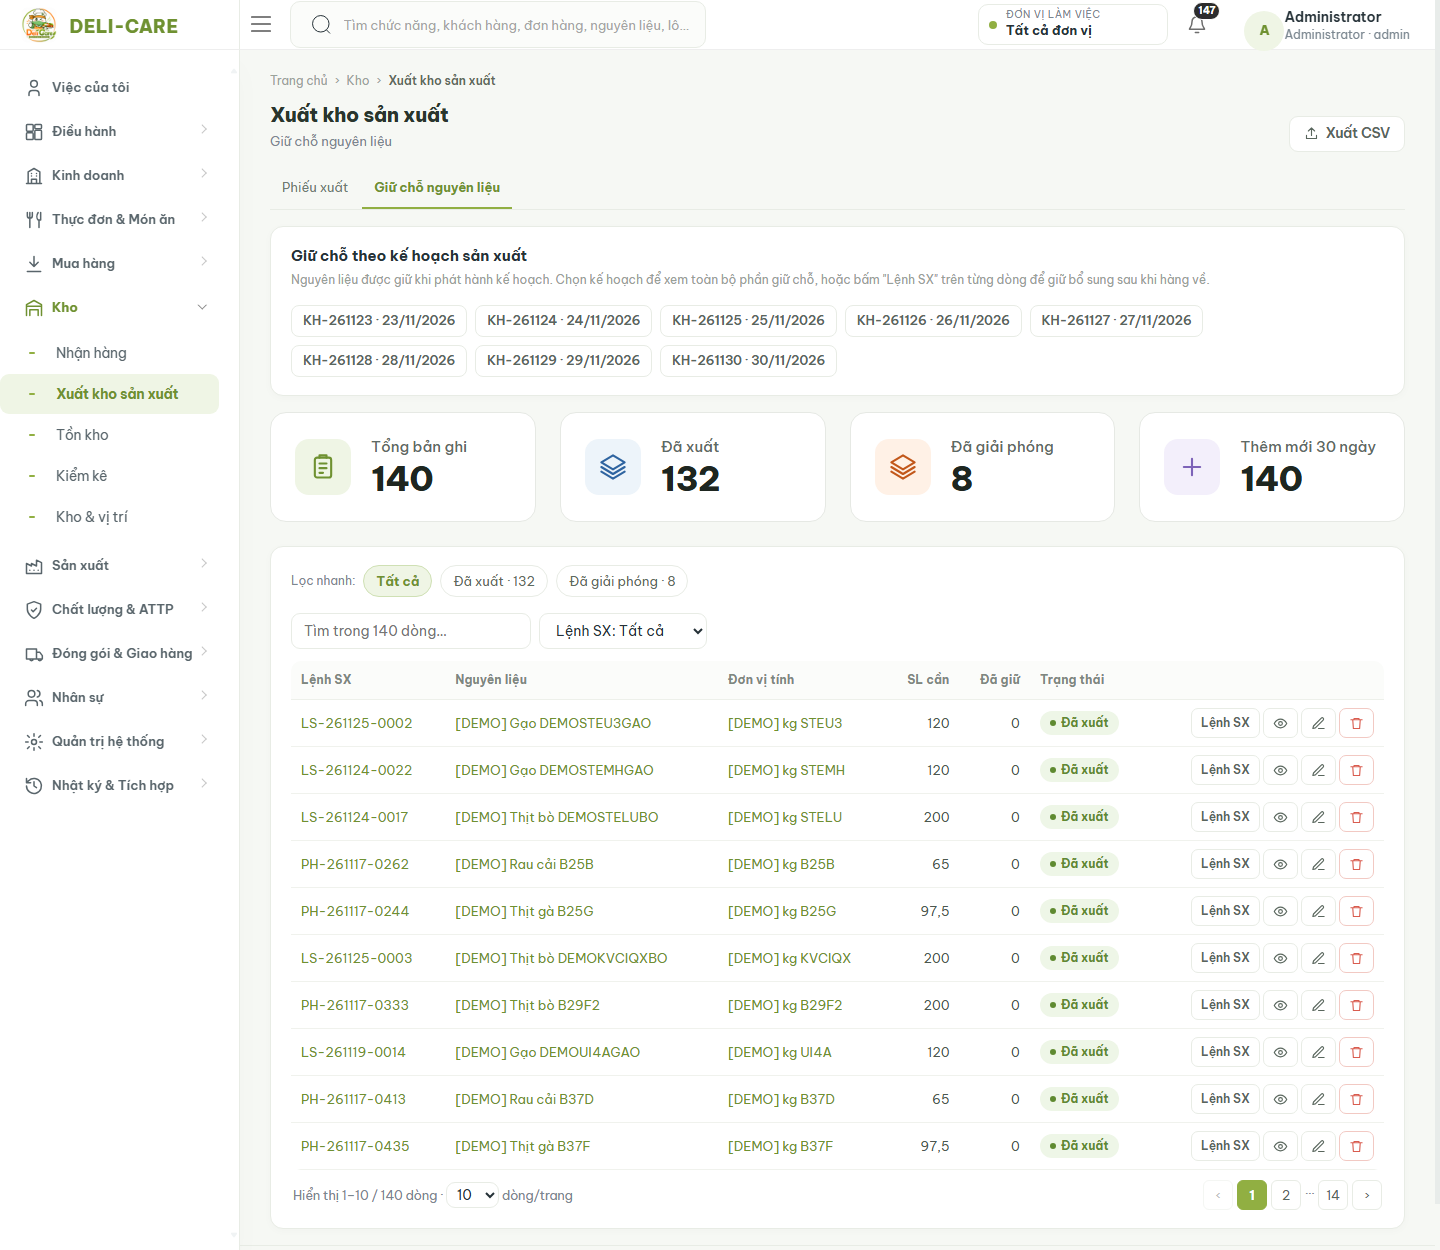 DELI-CARE
Tìm chức năng, khách hàng, đơn hàng, nguyên liệu, lô...
ĐƠN VỊ LÀM VIỆC
Tất cả đơn vị
147
A
Administrator
Administrator · admin
Việc của tôi
Điều hành
Kinh doanh
Thực đơn & Món ăn
Mua hàng
Kho
Nhận hàng
Xuất kho sản xuất
Tồn kho
Kiểm kê
Kho & vị trí
Sản xuất
Chất lượng & ATTP
Đóng gói & Giao hàng
Nhân sự
Quản trị hệ thống
Nhật ký & Tích hợp
Trang chủ › Kho › Xuất kho sản xuất
Xuất kho sản xuất
Giữ chỗ nguyên liệu
Xuất CSV
Phiếu xuất Giữ chỗ nguyên liệu
Giữ chỗ theo kế hoạch sản xuất
Nguyên liệu được giữ khi phát hành kế hoạch. Chọn kế hoạch để xem toàn bộ phần giữ chỗ, hoặc bấm "Lệnh SX" trên từng dòng để giữ bổ sung sau khi hàng về.
KH-261123 · 23/11/2026 KH-261124 · 24/11/2026 KH-261125 · 25/11/2026 KH-261126 · 26/11/2026 KH-261127 · 27/11/2026
KH-261128 · 28/11/2026 KH-261129 · 29/11/2026 KH-261130 · 30/11/2026
Tổng bản ghi
140
Đã xuất
132
Đã giải phóng
8
Thêm mới 30 ngày
140
Lọc nhanh: Tất cả Đã xuất · 132 Đã giải phóng · 8
Tìm trong 140 dòng... Lệnh SX: Tất cả
Lệnh SX Nguyên liệu Đơn vị tính SL cần Đã giữ Trạng thái
LS-261125-0002 [DEMO] Gạo DEMOSTEU3GAO [DEMO] kg STEU3 120 0 Đã xuất Lệnh SX
LS-261124-0022 [DEMO] Gạo DEMOSTEMHGAO [DEMO] kg STEMH 120 0 Đã xuất Lệnh SX
LS-261124-0017 [DEMO] Thịt bò DEMOSTELUBO [DEMO] kg STELU 200 0 Đã xuất Lệnh SX
PH-261117-0262 [DEMO] Rau cải B25B [DEMO] kg B25B 65 0 Đã xuất Lệnh SX
PH-261117-0244 [DEMO] Thịt gà B25G [DEMO] kg B25G 97,5 0 Đã xuất Lệnh SX
LS-261125-0003 [DEMO] Thịt bò DEMOKVCIQXBO [DEMO] kg KVCIQX 200 0 Đã xuất Lệnh SX
PH-261117-0333 [DEMO] Thịt bò B29F2 [DEMO] kg B29F2 200 0 Đã xuất Lệnh SX
LS-261119-0014 [DEMO] Gạo DEMOUI4AGAO [DEMO] kg UI4A 120 0 Đã xuất Lệnh SX
PH-261117-0413 [DEMO] Rau cải B37D [DEMO] kg B37D 65 0 Đã xuất Lệnh SX
PH-261117-0435 [DEMO] Thịt gà B37F [DEMO] kg B37F 97,5 0 Đã xuất Lệnh SX
Hiển thị 1–10 / 140 dòng · 10 dòng/trang
‹ 1 2 ... 14 ›